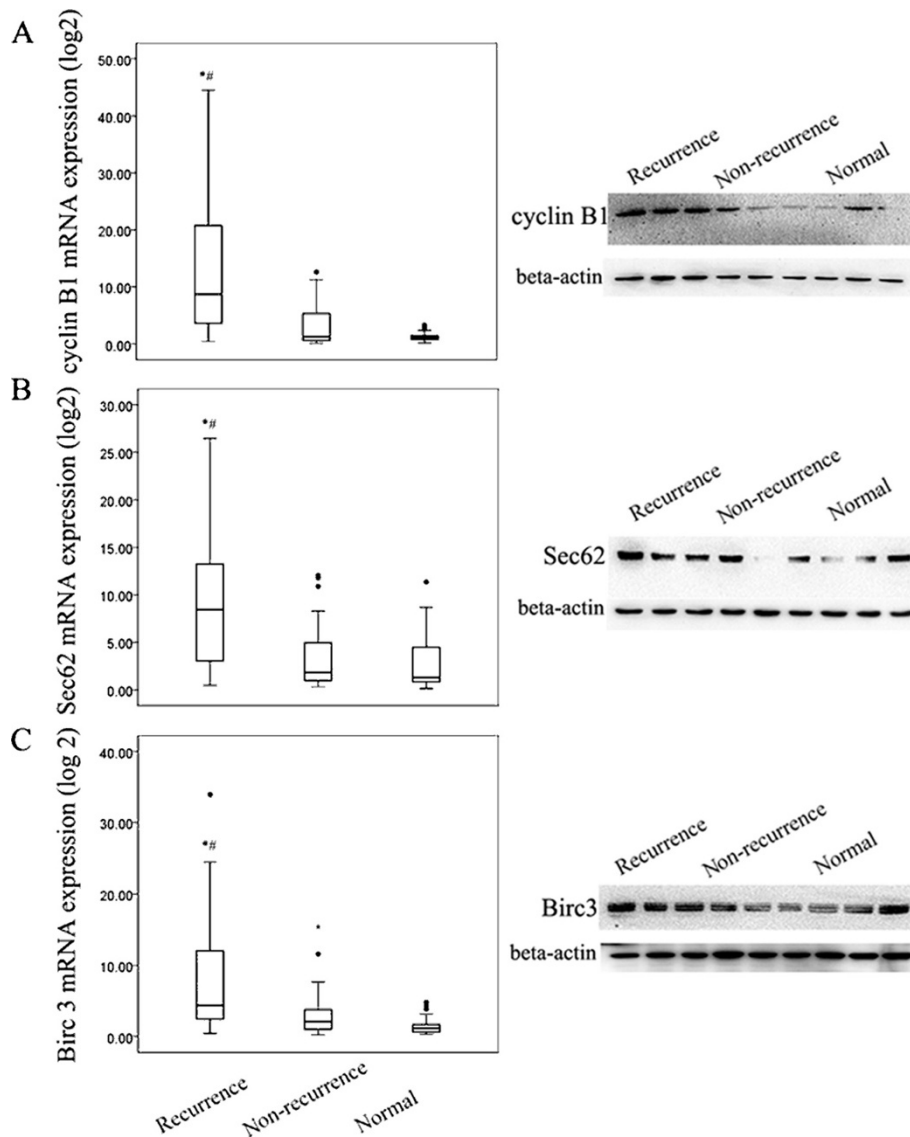 A
cyclin B1 mRNA expression (log2)
50.00
40.00
30.00
20.00
10.00
0.00
*#
Recurrence
Non-recurrence
Normal
cyclin B1
beta-actin
B
Sec62 mRNA expression (log2)
30.00
25.00
20.00
15.00
10.00
5.00
0.00
*#
Recurrence
Non-recurrence
Normal
Sec62
beta-actin
C
Birc 3 mRNA expression (log 2)
40.00
30.00
20.00
10.00
0.00
*#
Recurrence
Non-recurrence
Normal
Birc3
beta-actin
Recurrence
Non-recurrence
Normal